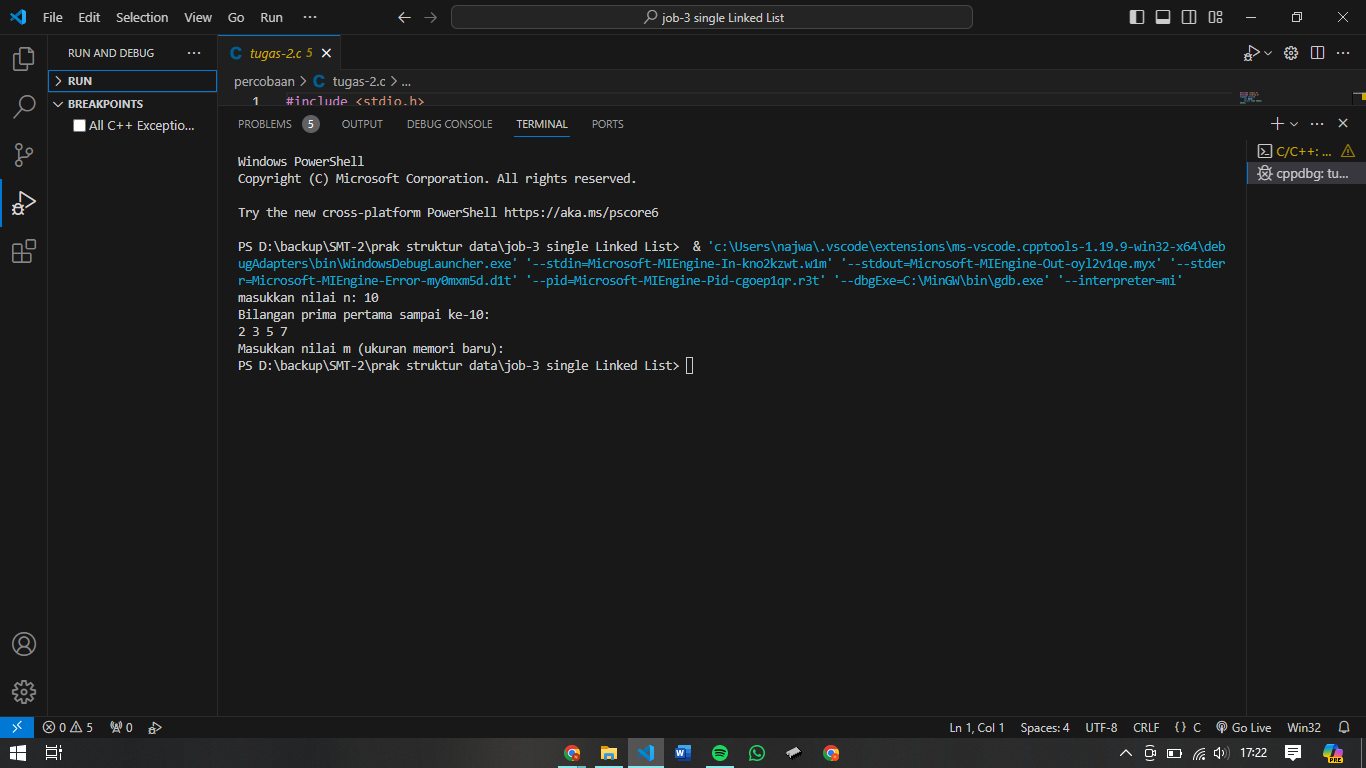 File Edit Selection View Go Run ··· job-3 single Linked List
RUN AND DEBUG ···
RUN
BREAKPOINTS
All C++ Exceptio...
C tugas-2.c 5
percobaan > C tugas-2.c > ...
1 #include <stdio.h>
PROBLEMS 5 OUTPUT DEBUG CONSOLE TERMINAL PORTS
C/C++: ...
cppdbg: tu...
Windows PowerShell
Copyright (C) Microsoft Corporation. All rights reserved.
Try the new cross-platform PowerShell https://aka.ms/pscore6
PS D:\backup\SMT-2\prak struktur data\job-3 single Linked List>  & 'c:\Users\najwa\.vscode\extensions\ms-vscode.cpptools-1.19.9-win32-x64\deb
ugAdapters\bin\WindowsDebugLauncher.exe' '--stdin=Microsoft-MIEngine-In-kno2kzwt.w1m' '--stdout=Microsoft-MIEngine-Out-oyl2v1qe.myx' '--stder
r=Microsoft-MIEngine-Error-my0mxm5d.d1t' '--pid=Microsoft-MIEngine-Pid-cgoep1qr.r3t' '--dbgExe=C:\MinGW\bin\gdb.exe' '--interpreter=mi'
masukkan nilai n: 10
Bilangan prima pertama sampai ke-10:
2 3 5 7
Masukkan nilai m (ukuran memori baru):
PS D:\backup\SMT-2\prak struktur data\job-3 single Linked List>
0 5 0 Ln 1, Col 1 Spaces: 4 UTF-8 CRLF {} C Go Live Win32
17:22
PRE